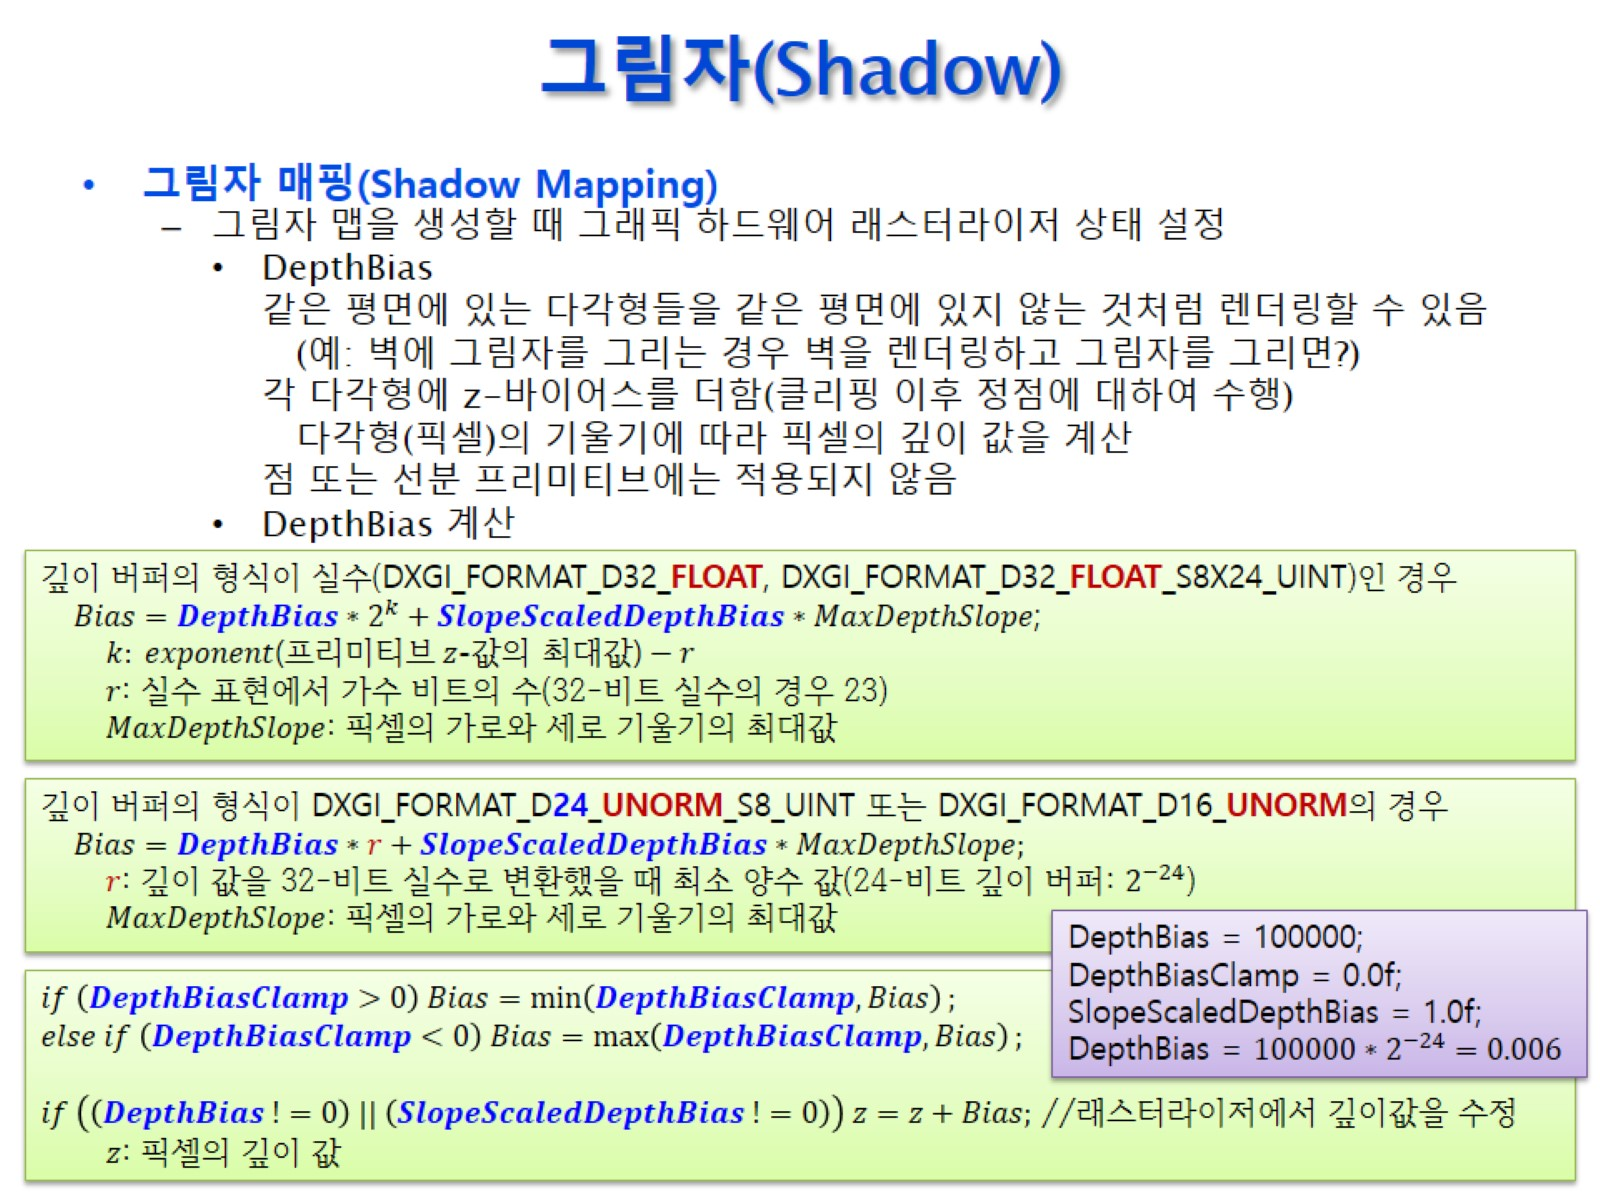 그림자(Shadow)
• 그림자 매핑(Shadow Mapping)
– 그림자 맵을 생성할 때 그래픽 하드웨어 래스터라이저 상태 설정
• DepthBias
같은 평면에 있는 다각형들을 같은 평면에 있지 않는 것처럼 렌더링할 수 있음
(예: 벽에 그림자를 그리는 경우 벽을 렌더링하고 그림자를 그리면?)
각 다각형에 z-바이어스를 더함(클리핑 이후 정점에 대하여 수행)
다각형(픽셀)의 기울기에 따라 픽셀의 깊이 값을 계산
점 또는 선분 프리미티브에는 적용되지 않음
• DepthBias 계산
깊이 버퍼의 형식이 실수(DXGI_FORMAT_D32_FLOAT, DXGI_FORMAT_D32_FLOAT_S8X24_UINT)인 경우
Bias = DepthBias * 2^k + SlopeScaledDepthBias * MaxDepthSlope;
k: exponent(프리미티브 z-값의 최대값) − r
r: 실수 표현에서 가수 비트의 수(32-비트 실수의 경우 23)
MaxDepthSlope: 픽셀의 가로와 세로 기울기의 최대값
깊이 버퍼의 형식이 DXGI_FORMAT_D24_UNORM_S8_UINT 또는 DXGI_FORMAT_D16_UNORM의 경우
Bias = DepthBias * r + SlopeScaledDepthBias * MaxDepthSlope;
r: 깊이 값을 32-비트 실수로 변환했을 때 최소 양수 값(24-비트 깊이 버퍼: 2^−24)
MaxDepthSlope: 픽셀의 가로와 세로 기울기의 최대값
DepthBias = 100000;
DepthBiasClamp = 0.0f;
SlopeScaledDepthBias = 1.0f;
DepthBias = 100000 * 2^−24 = 0.006
if (DepthBiasClamp > 0) Bias = min(DepthBiasClamp, Bias);
else if (DepthBiasClamp < 0) Bias = max(DepthBiasClamp, Bias);
if ((DepthBias != 0) || (SlopeScaledDepthBias != 0)) z = z + Bias; //래스터라이저에서 깊이값을 수정
z: 픽셀의 깊이 값